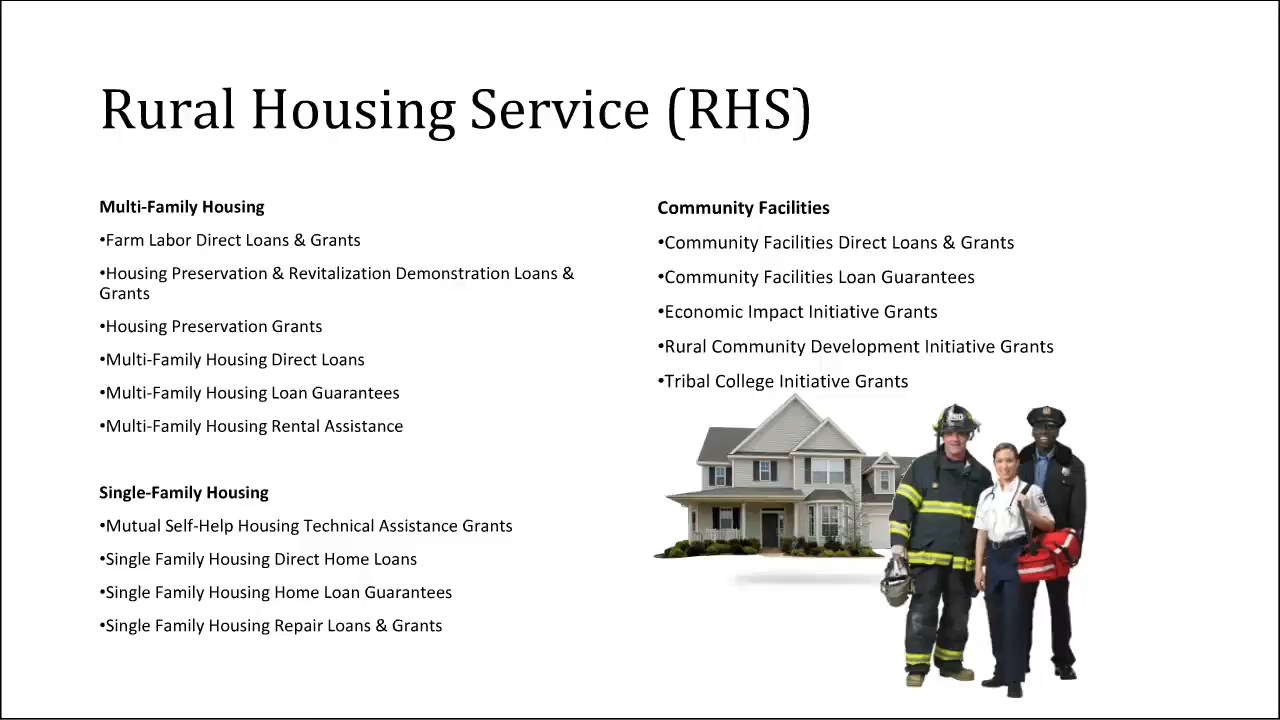 Rural Housing Service (RHS)
Multi-Family Housing
•Farm Labor Direct Loans & Grants
•Housing Preservation & Revitalization Demonstration Loans &
Grants
•Housing Preservation Grants
•Multi-Family Housing Direct Loans
•Multi-Family Housing Loan Guarantees
•Multi-Family Housing Rental Assistance
Single-Family Housing
•Mutual Self-Help Housing Technical Assistance Grants
•Single Family Housing Direct Home Loans
•Single Family Housing Home Loan Guarantees
•Single Family Housing Repair Loans & Grants
Community Facilities
•Community Facilities Direct Loans & Grants
•Community Facilities Loan Guarantees
•Economic Impact Initiative Grants
•Rural Community Development Initiative Grants
•Tribal College Initiative Grants